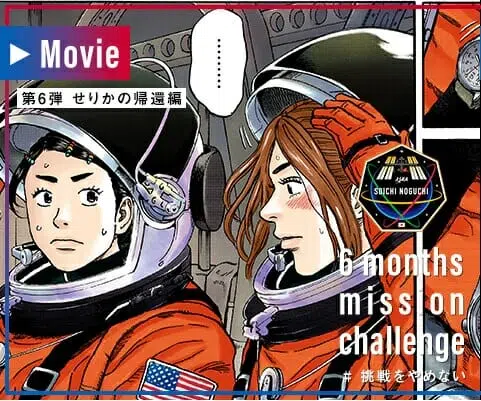 Movie
第6弾 せりかの帰還編
………
SOICHI NOGUCHI
6 months
mission
challenge
# 挑戦をやめない